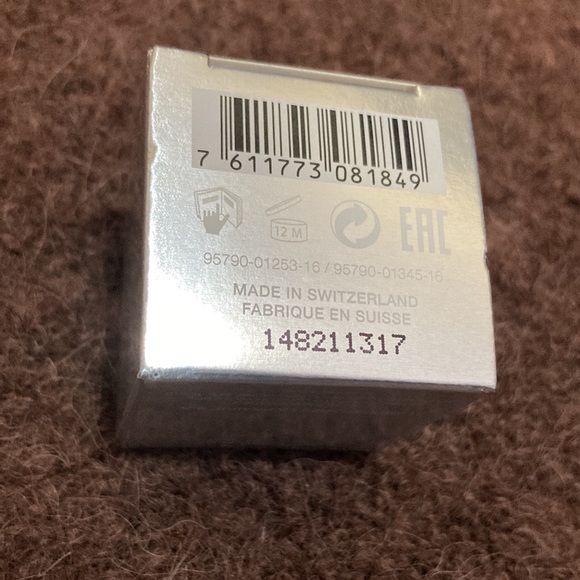 7 611773 081849
12 M
EAC
95790-01253-16 / 95790-01345-16
MADE IN SWITZERLAND
FABRIQUE EN SUISSE
148211317